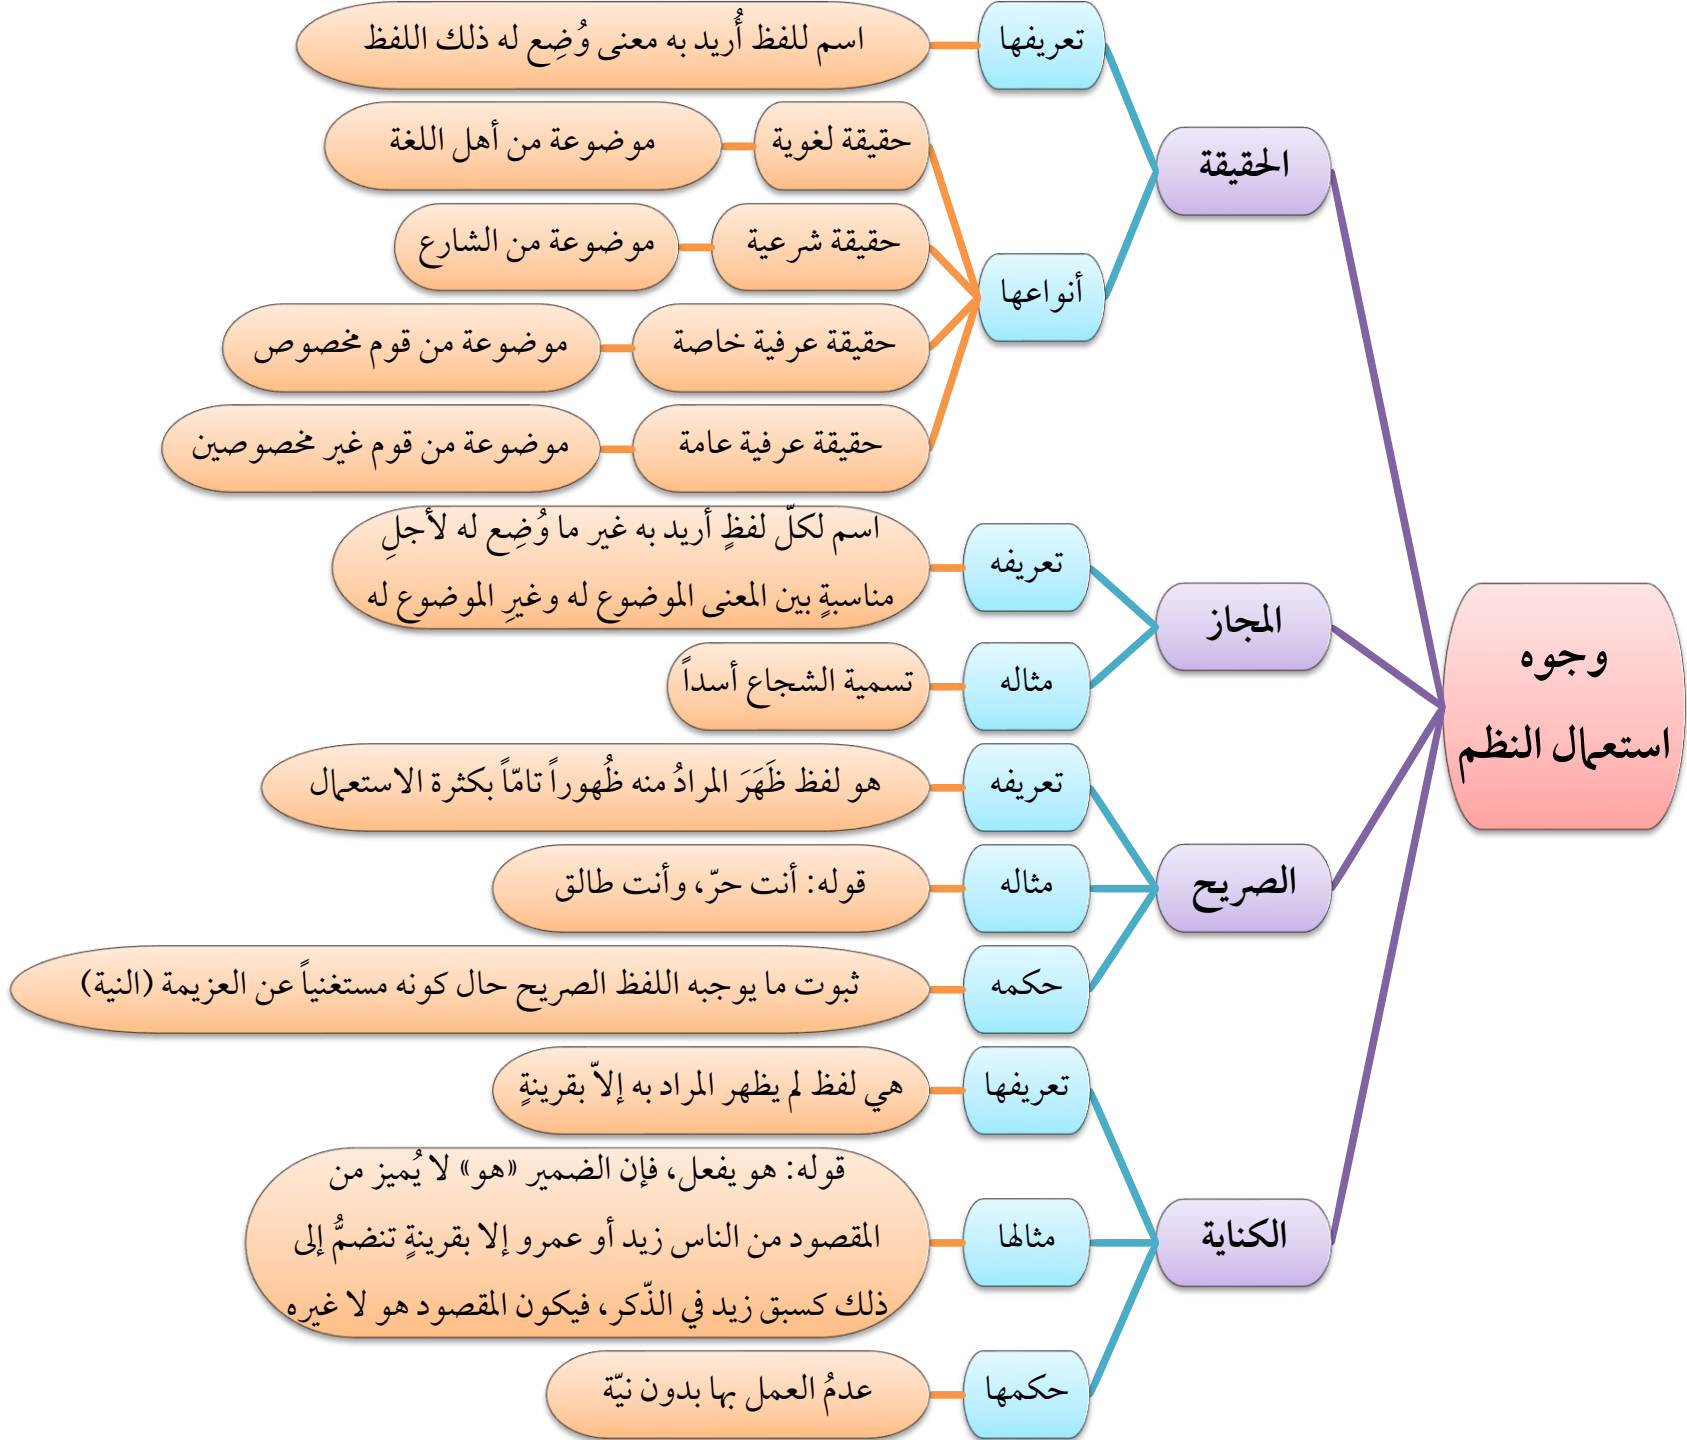 وجوه
استعمال النظم
الحقيقة
تعريفها
اسم للفظ أُريد به معنى وُضِع له ذلك اللفظ
أنواعها
حقيقة لغوية
موضوعة من أهل اللغة
حقيقة شرعية
موضوعة من الشارع
حقيقة عرفية خاصة
موضوعة من قوم مخصوص
حقيقة عرفية عامة
موضوعة من قوم غير مخصوصين
المجاز
تعريفه
اسم لكلّ لفظٍ أريد به غير ما وُضِع له لأجلِ
مناسبةٍ بين المعنى الموضوع له وغيرِ الموضوع له
مثاله
تسمية الشجاع أسداً
الصريح
تعريفه
هو لفظ ظَهَرَ المرادُ منه ظُهوراً تامّاً بكثرة الاستعمال
مثاله
قوله: أنت حرّ، وأنت طالق
حكمه
ثبوت ما يوجبه اللفظ الصريح حال كونه مستغنياً عن العزيمة (النية)
الكناية
تعريفها
هي لفظ لم يظهر المراد به إلاّ بقرينةٍ
مثالها
قوله: هو يفعل، فإن الضمير «هو» لا يُميز من
المقصود من الناس زيد أو عمرو إلا بقرينةٍ تنضمُّ إلى
ذلك كسبق زيد في الذّكر، فيكون المقصود هو لا غيره
حكمها
عدمُ العمل بها بدون نيّة